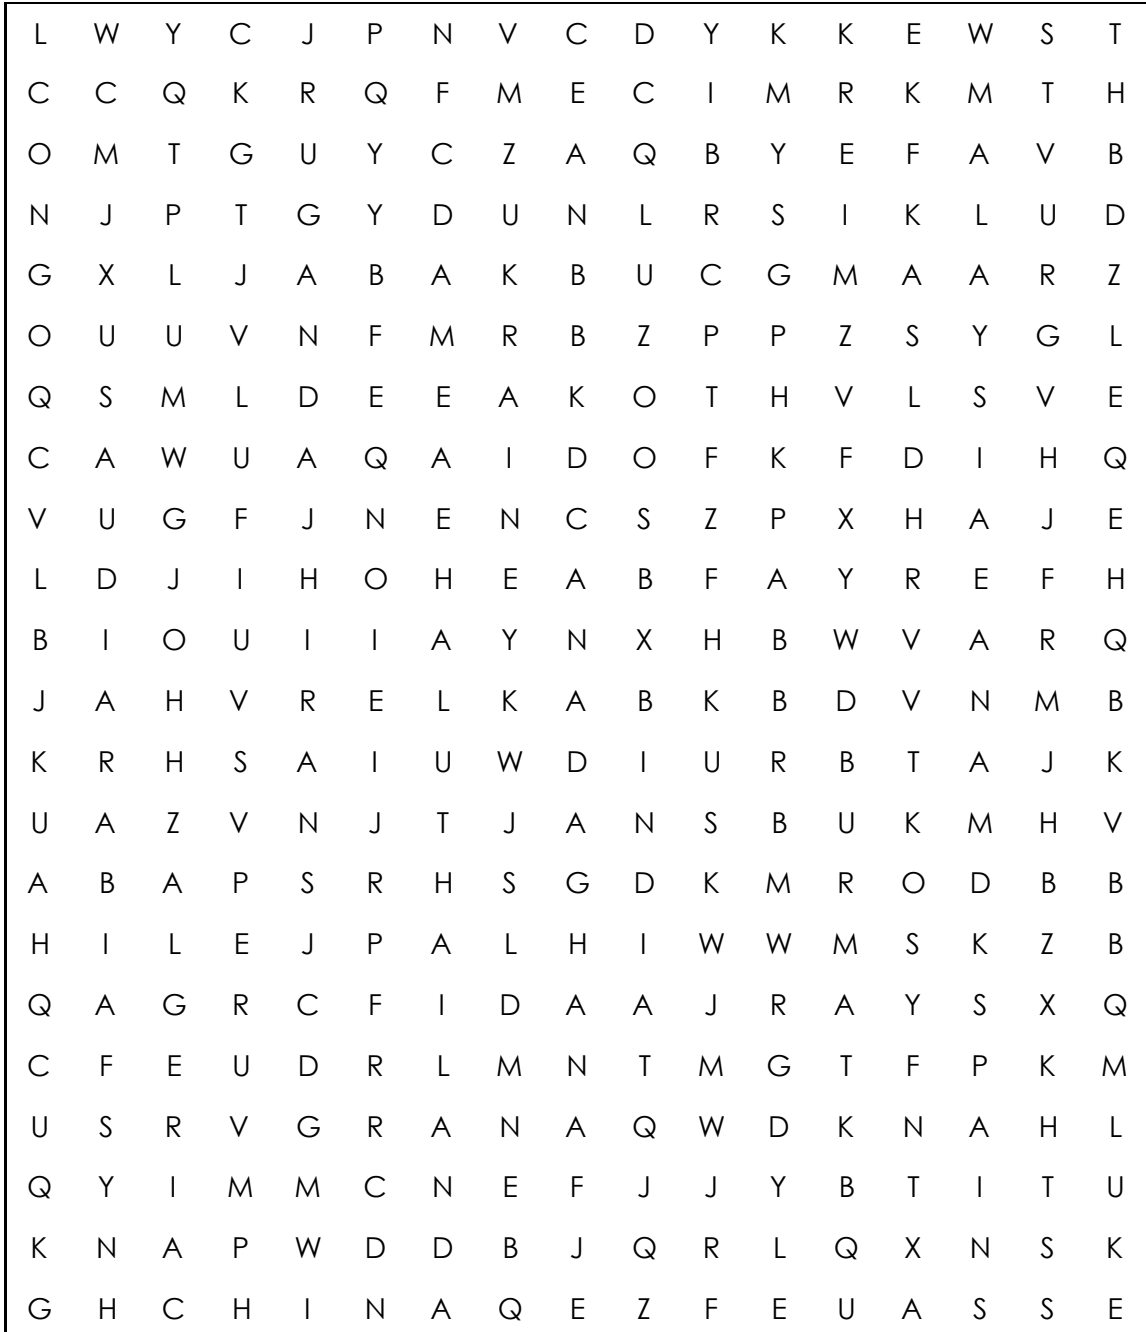 L W Y C J P N V C D Y K K E W S T
C C Q K R Q F M E C I M R K M T H
O M T G U Y C Z A Q B Y E F A V B
N J P T G Y D U N L R S I K L U D
G X L J A B A K B U C G M A A R Z
O U U V N F M R B Z P P Z S Y G L
Q S M L D E E A K O T H V L S V E
C A W U A Q A I D O F K F D I H Q
V U G F J N E N C S Z P X H A J E
L D J I H O H E A B F A Y R E F H
B I O U I I A Y N X H B W V A R Q
J A H V R E L K A B K B D V N M B
K R H S A I U W D I U R B T A J K
U A Z V N J T J A N S B U K M H V
A B A P S R H S G D K M R O D B B
H I L E J P A L H I W W M S K Z B
Q A G R C F I D A A J R A Y S X Q
C F E U D R L M N T M G T F P K M
U S R V G R A N A Q W D K N A H L
Q Y I M M C N E F J J Y B T I T U
K N A P W D D B J Q R L Q X N S K
G H C H I N A Q E Z F E U A S S E